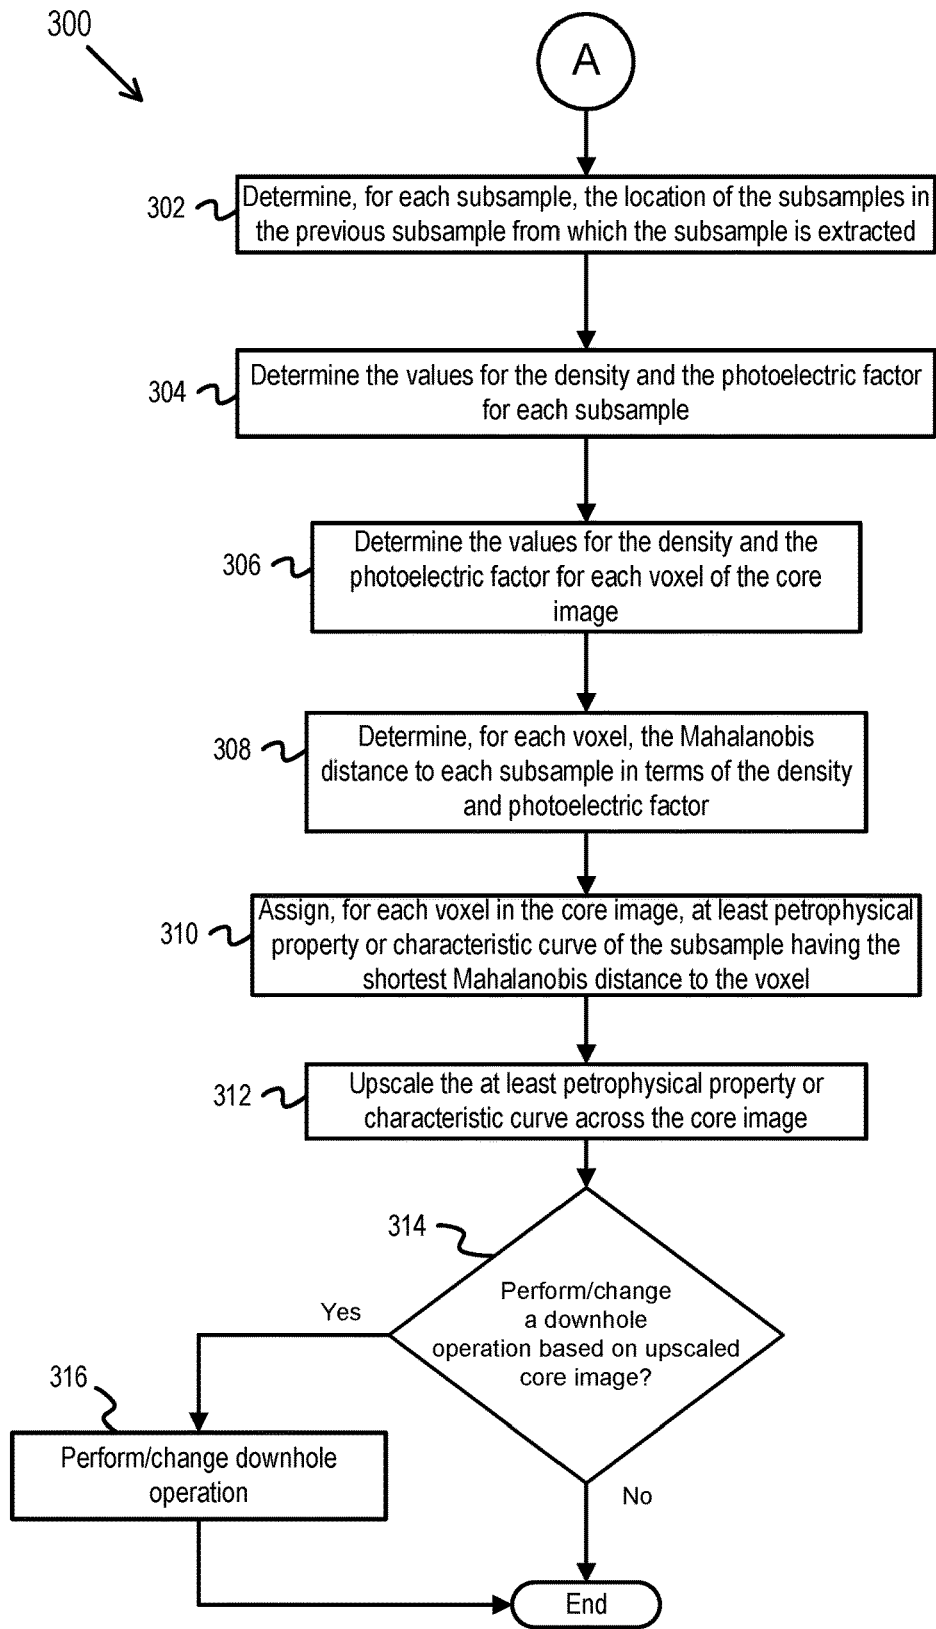 300
A
302
Determine, for each subsample, the location of the subsamples in
the previous subsample from which the subsample is extracted
304
Determine the values for the density and the photoelectric factor
for each subsample
306
Determine the values for the density and the
photoelectric factor for each voxel of the core
image
308
Determine, for each voxel, the Mahalanobis
distance to each subsample in terms of the density
and photoelectric factor
310
Assign, for each voxel in the core image, at least petrophysical
property or characteristic curve of the subsample having the
shortest Mahalanobis distance to the voxel
312
Upscale the at least petrophysical property or
characteristic curve across the core image
314
Perform/change
a downhole
operation based on upscaled
core image?
Yes
316
Perform/change downhole
operation
No
End